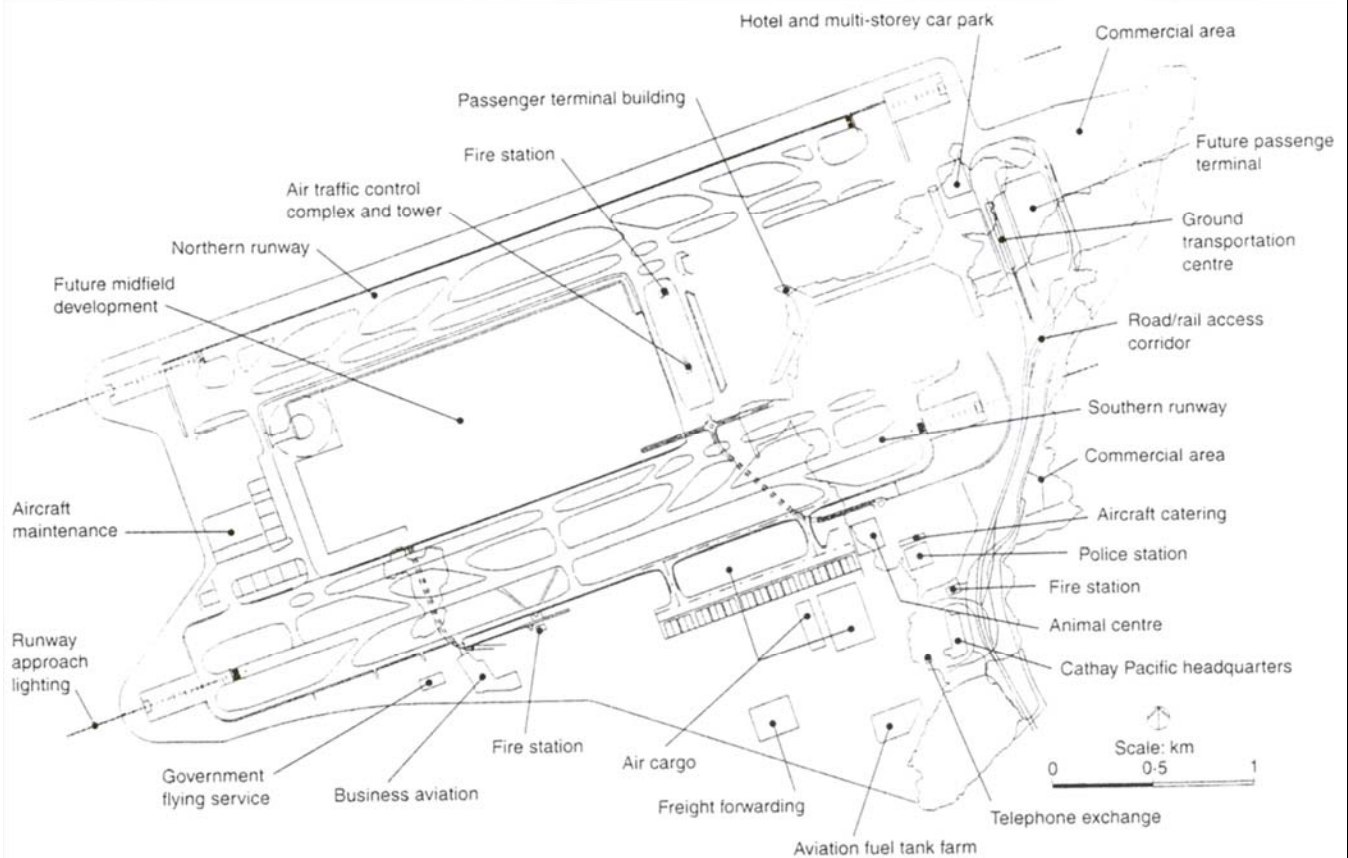 Hotel and multi-storey car park
Commercial area
Passenger terminal building
Future passenge
terminal
Fire station
Air traffic control
complex and tower
Ground
transportation
centre
Northern runway
Future midfield
development
Road/rail access
corridor
Southern runway
Commercial area
Aircraft
maintenance
Aircraft catering
Police station
Fire station
Animal centre
Runway
approach
lighting
Cathay Pacific headquarters
Fire station
Government
flying service
Business aviation
Air cargo
Freight forwarding
Scale: km
0 0·5 1
Telephone exchange
Aviation fuel tank farm